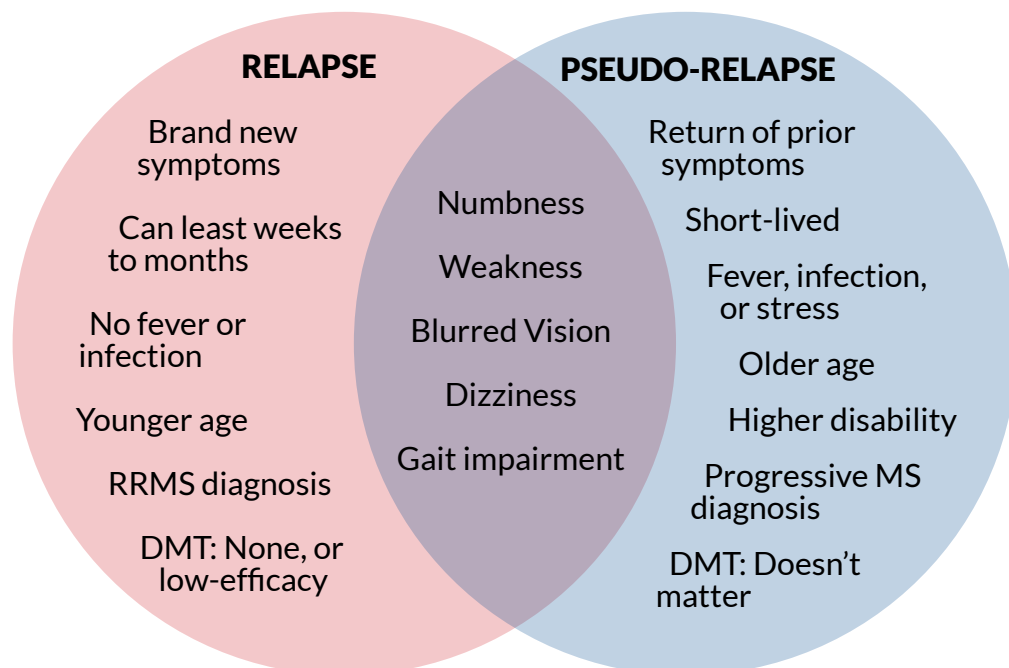 RELAPSE
Brand new
symptoms
Can least weeks
to months
No fever or
infection
Younger age
RRMS diagnosis
DMT: None, or
low-efficacy
Numbness
Weakness
Blurred Vision
Dizziness
Gait impairment
PSEUDO-RELAPSE
Return of prior
symptoms
Short-lived
Fever, infection,
or stress
Older age
Higher disability
Progressive MS
diagnosis
DMT: Doesn’t
matter